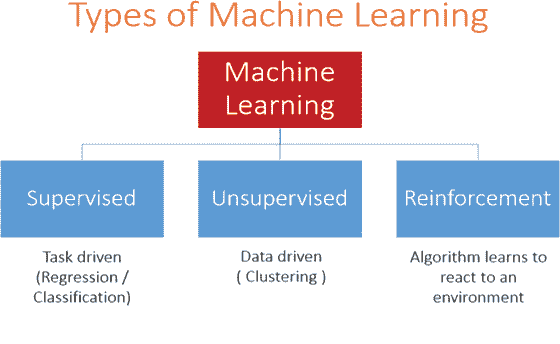 Types of Machine Learning
Machine
Learning
Supervised
Unsupervised
Reinforcement
Task driven
(Regression /
Classification)
Data driven
( Clustering )
Algorithm learns to
react to an
environment